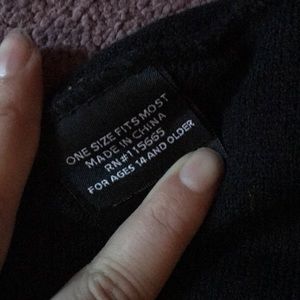 ONE SIZE FITS MOST
MADE IN CHINA
RN#115665
FOR AGES 14 AND OLDER